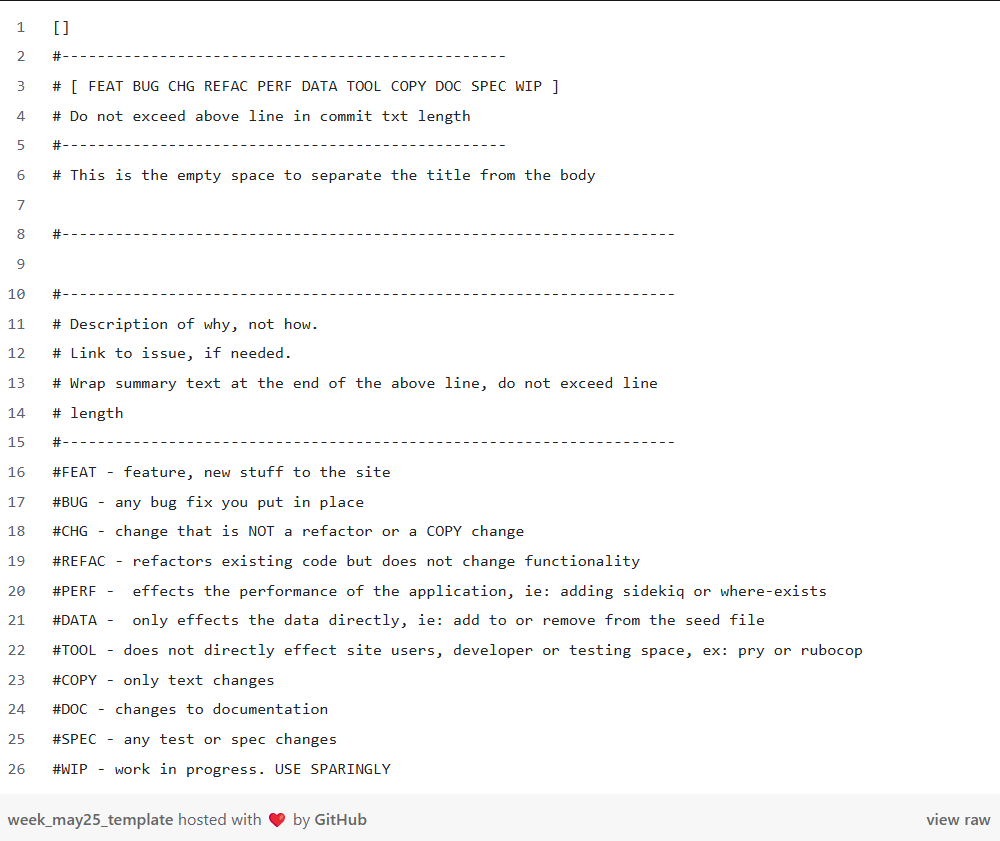 1 []
2 #--------------------------------------------------
3 # [ FEAT BUG CHG REFAC PERF DATA TOOL COPY DOC SPEC WIP ]
4 # Do not exceed above line in commit txt length
5 #--------------------------------------------------
6 # This is the empty space to separate the title from the body
7
8 #---------------------------------------------------------------------
9
10 #---------------------------------------------------------------------
11 # Description of why, not how.
12 # Link to issue, if needed.
13 # Wrap summary text at the end of the above line, do not exceed line
14 # length
15 #---------------------------------------------------------------------
16 #FEAT - feature, new stuff to the site
17 #BUG - any bug fix you put in place
18 #CHG - change that is NOT a refactor or a COPY change
19 #REFAC - refactors existing code but does not change functionality
20 #PERF -  effects the performance of the application, ie: adding sidekiq or where-exists
21 #DATA -  only effects the data directly, ie: add to or remove from the seed file
22 #TOOL - does not directly effect site users, developer or testing space, ex: pry or rubocop
23 #COPY - only text changes
24 #DOC - changes to documentation
25 #SPEC - any test or spec changes
26 #WIP - work in progress. USE SPARINGLY
week_may25_template hosted with ❤ by GitHub view raw